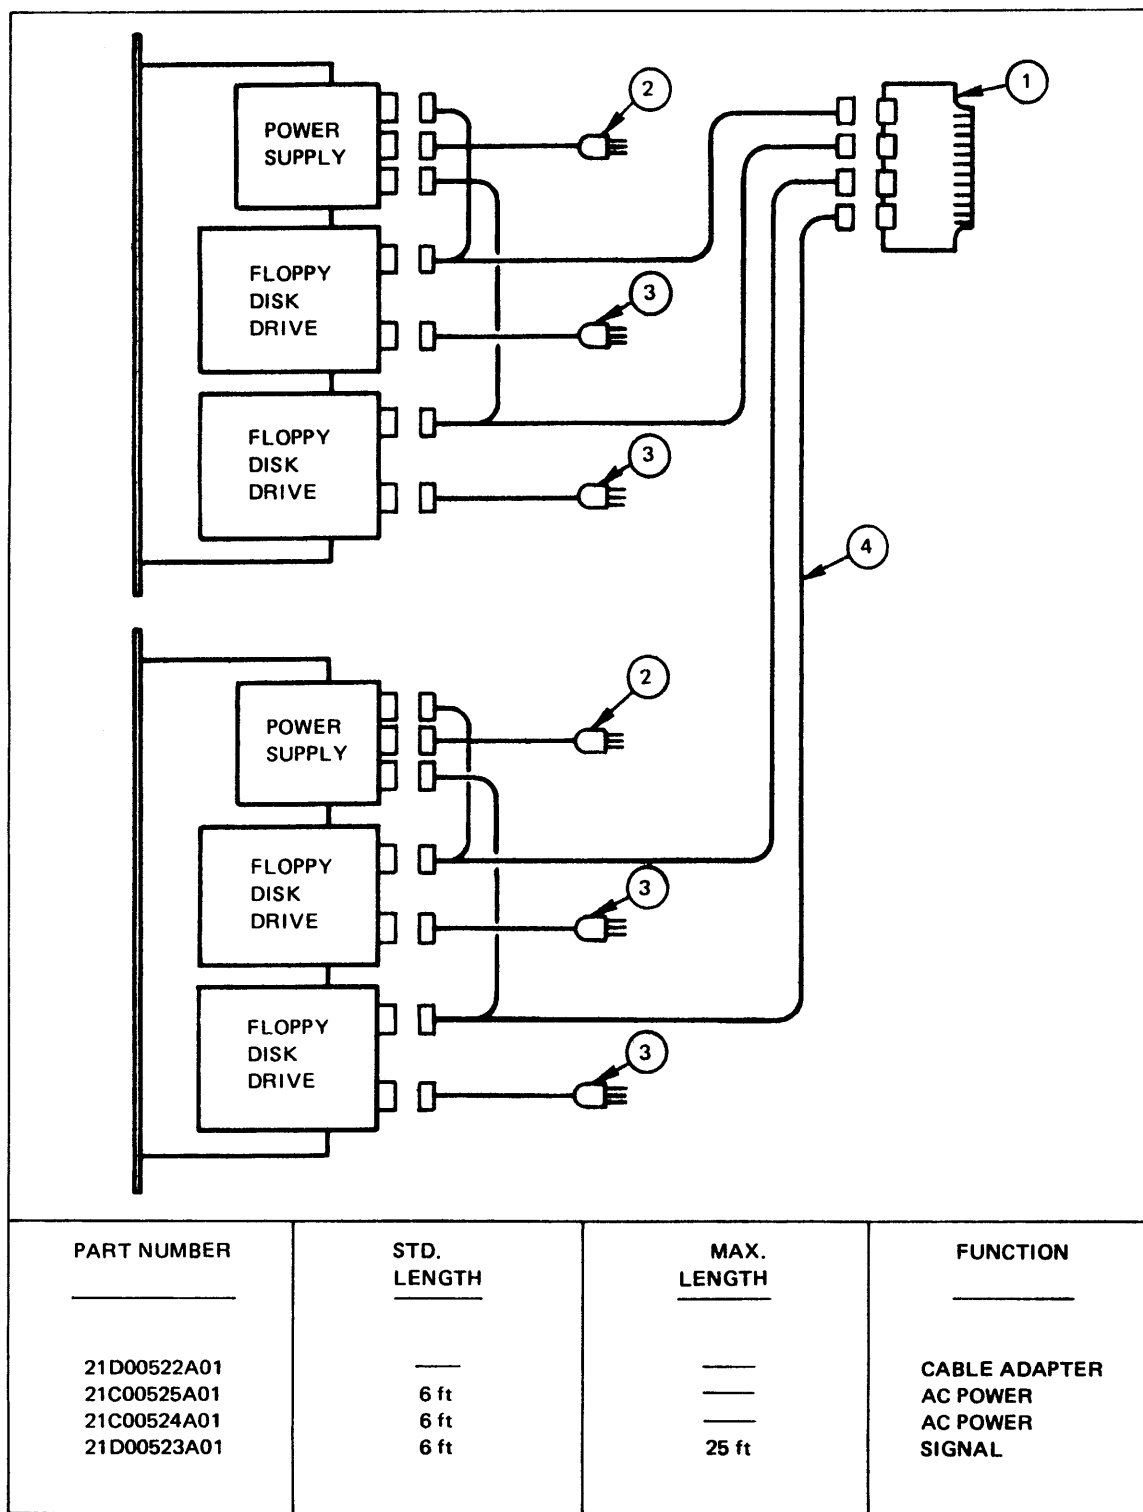 POWER
SUPPLY
2
1
FLOPPY
DISK
DRIVE
3
FLOPPY
DISK
DRIVE
3
4
POWER
SUPPLY
2
FLOPPY
DISK
DRIVE
3
FLOPPY
DISK
DRIVE
3
PART NUMBER STD. LENGTH MAX. LENGTH FUNCTION
21D00522A01 — — CABLE ADAPTER
21C00525A01 6 ft — AC POWER
21C00524A01 6 ft — AC POWER
21D00523A01 6 ft 25 ft SIGNAL